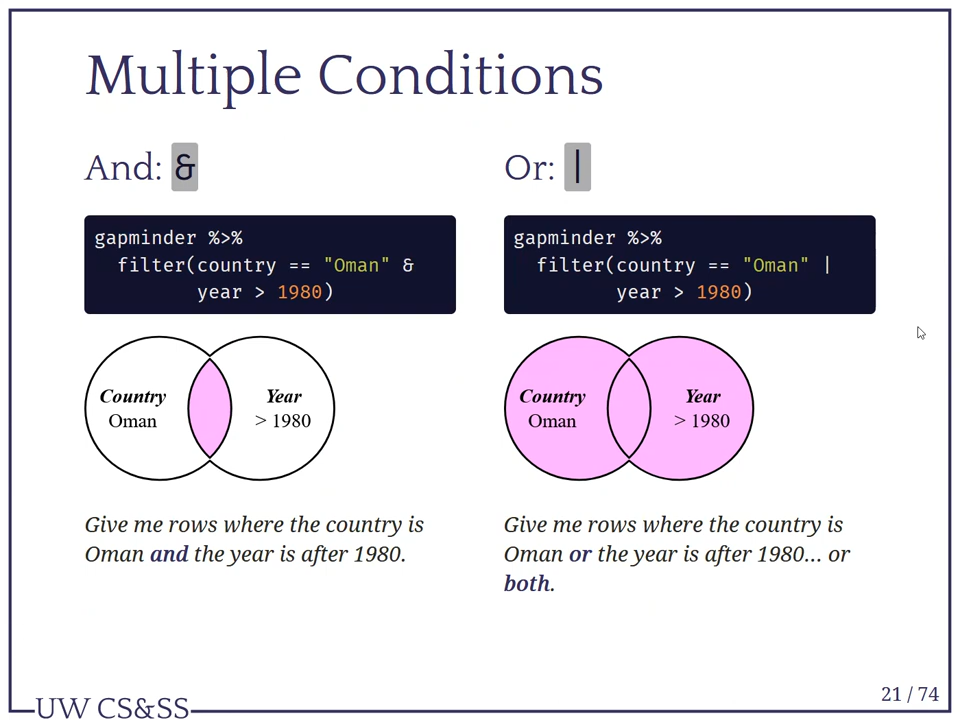 Multiple Conditions
And: &
gapminder %>%
filter(country == "Oman" &
year > 1980)
Country
Oman
Year
> 1980
Give me rows where the country is
Oman and the year is after 1980.
Or: |
gapminder %>%
filter(country == "Oman" |
year > 1980)
Country
Oman
Year
> 1980
Give me rows where the country is
Oman or the year is after 1980… or
both.
UW CS&SS
21 / 74